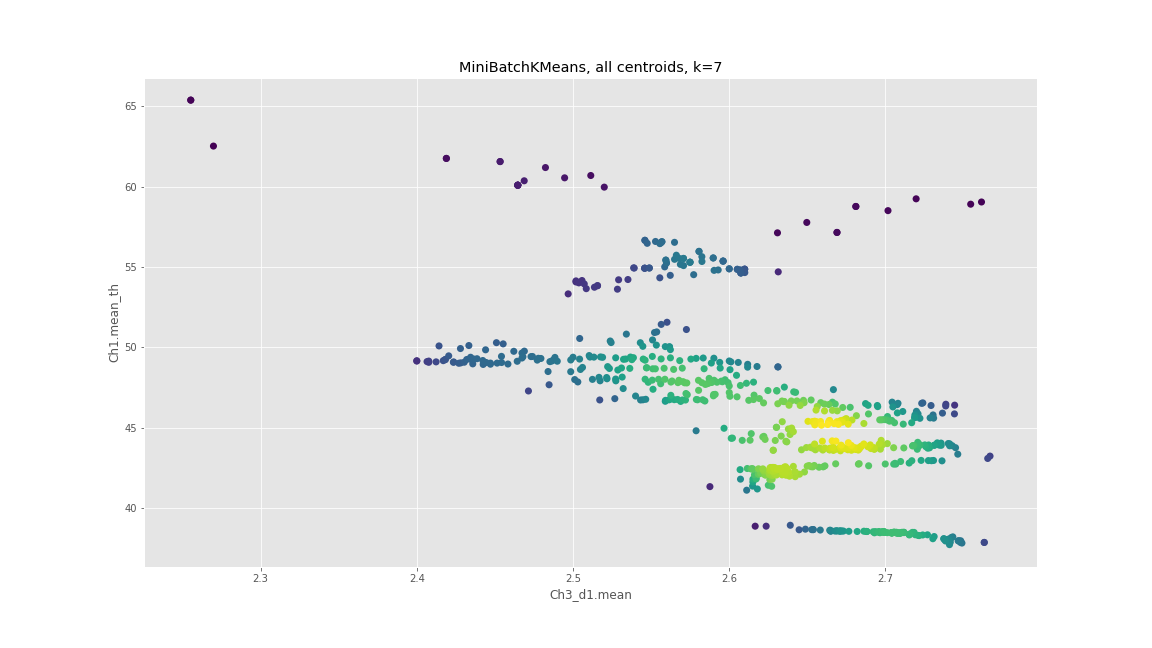 MiniBatchKMeans, all centroids, k=7
65
60
55
50
45
40
Ch1.mean_th
2.3 2.4 2.5 2.6 2.7
Ch3_d1.mean